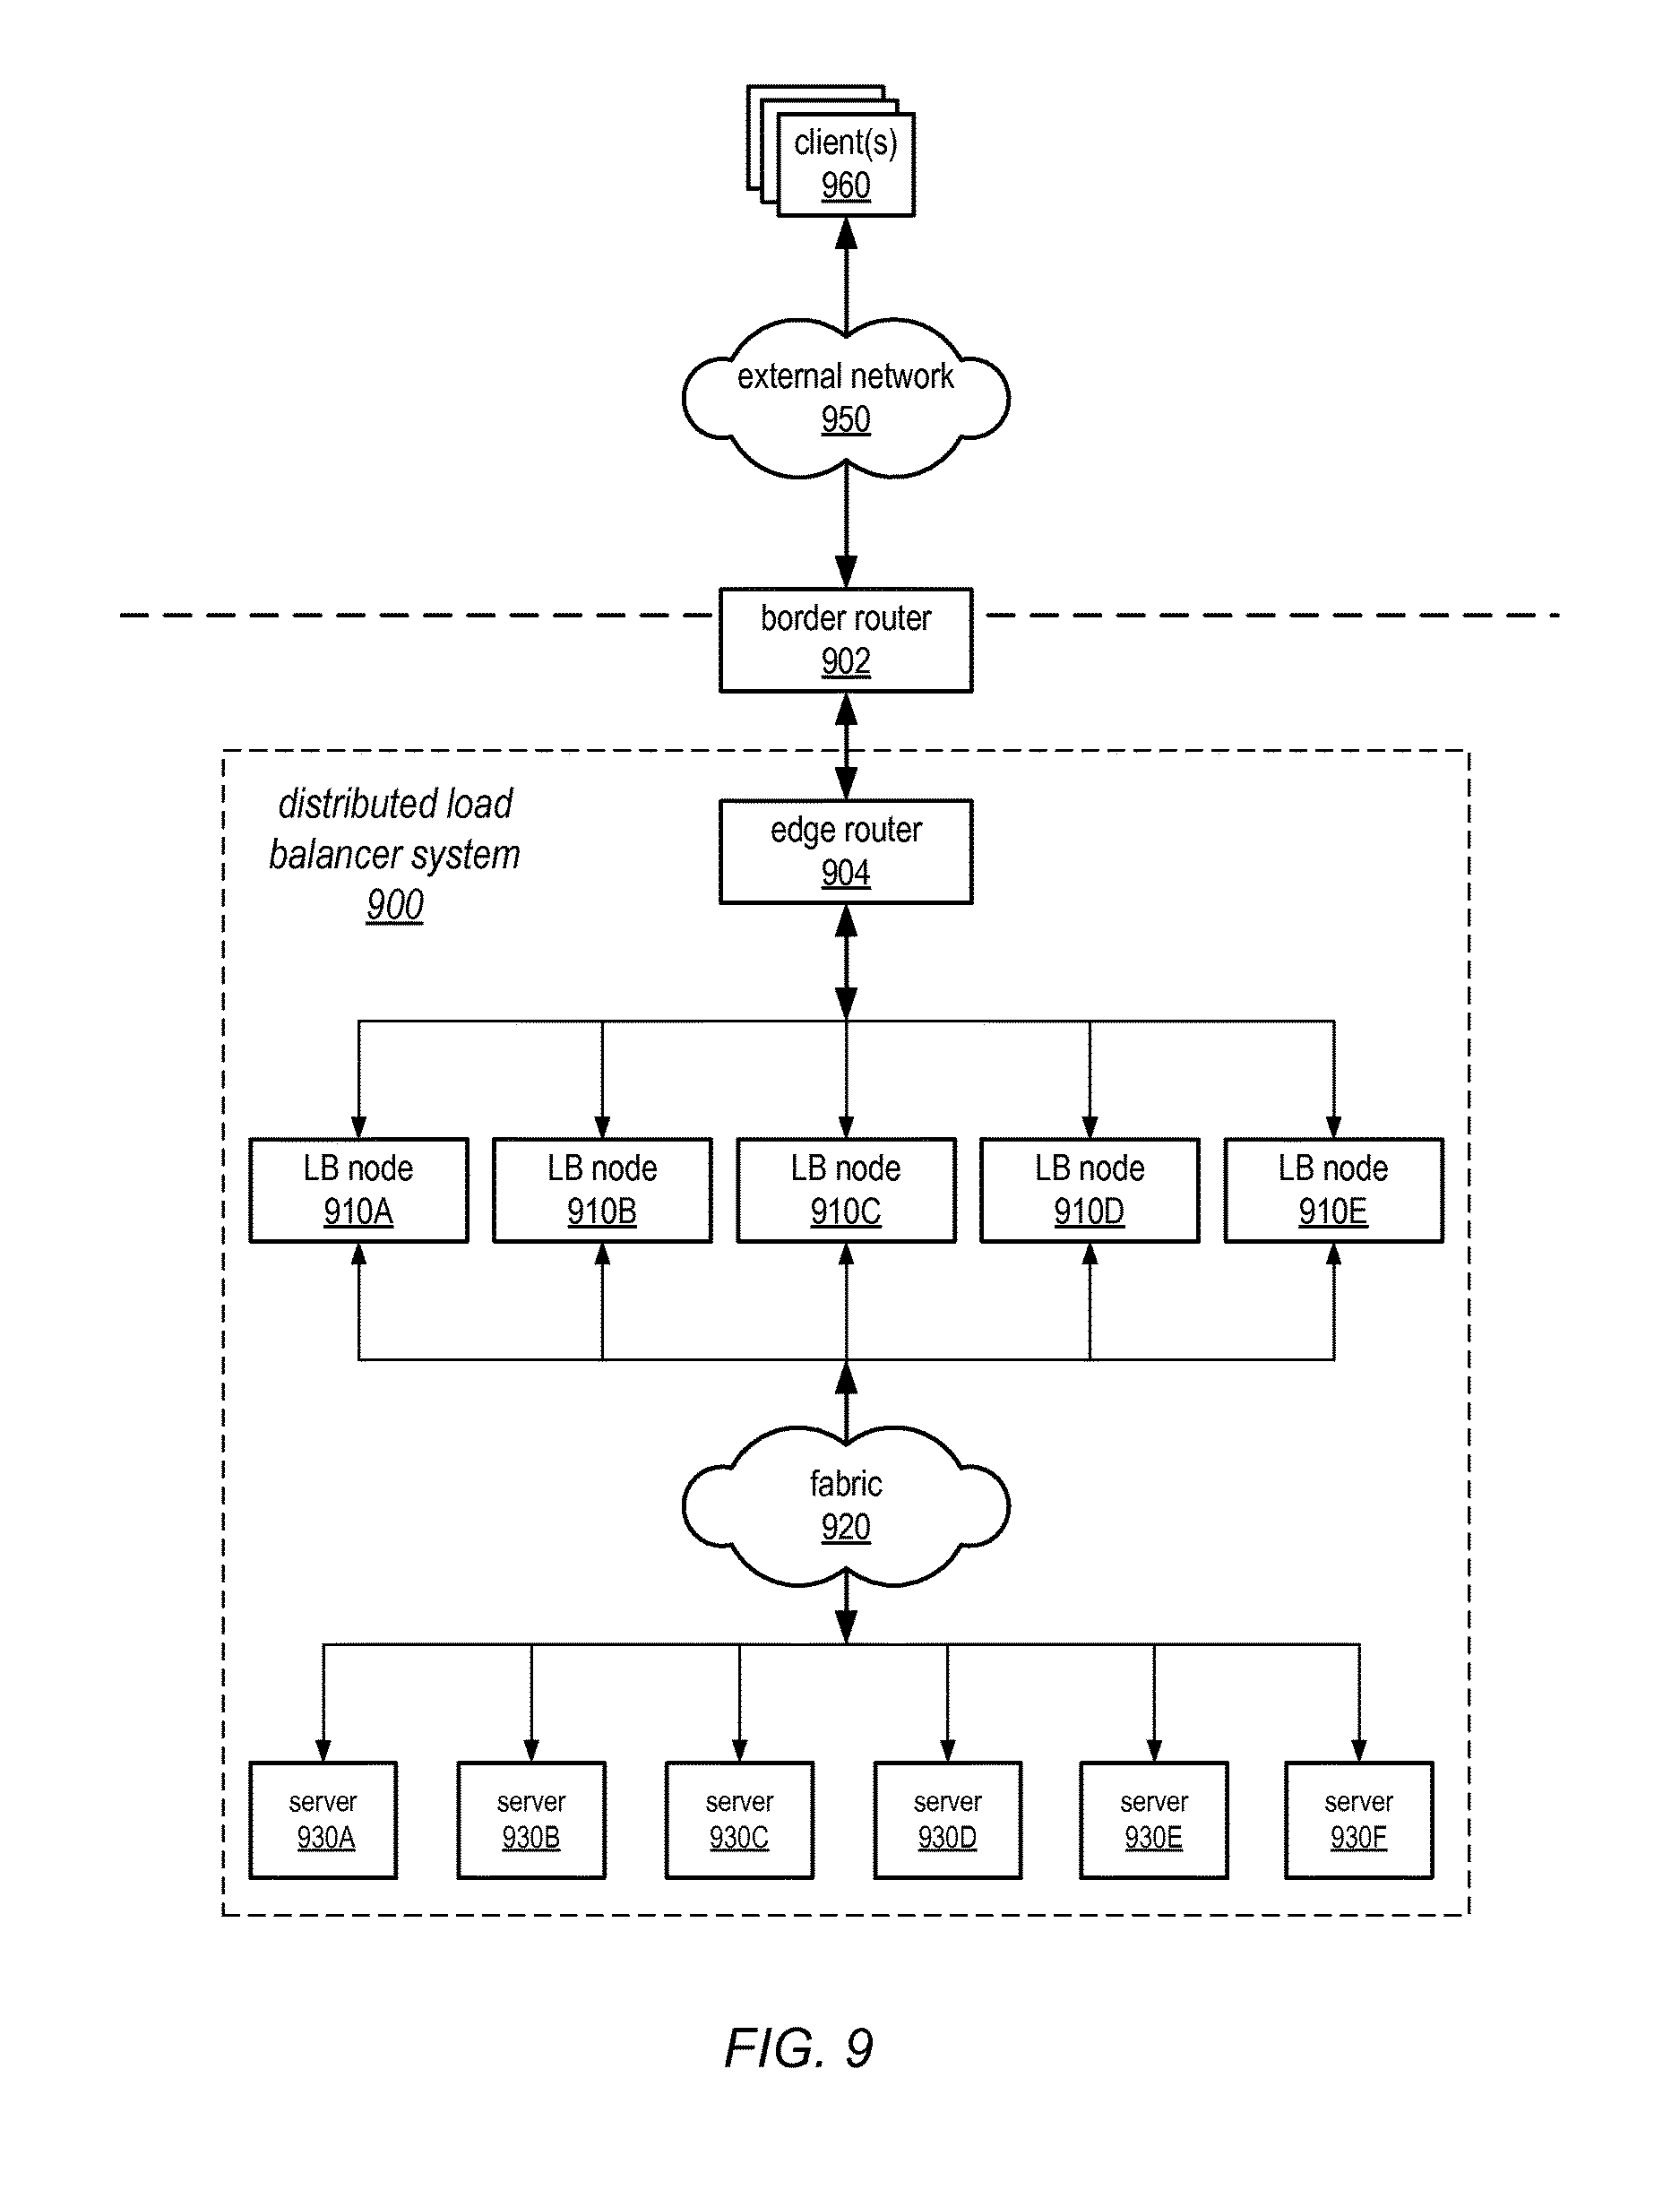 client(s)
960
external network
950
border router
902
distributed load
balancer system
900
edge router
904
LB node
910A
LB node
910B
LB node
910C
LB node
910D
LB node
910E
fabric
920
server
930A
server
930B
server
930C
server
930D
server
930E
server
930F
FIG. 9